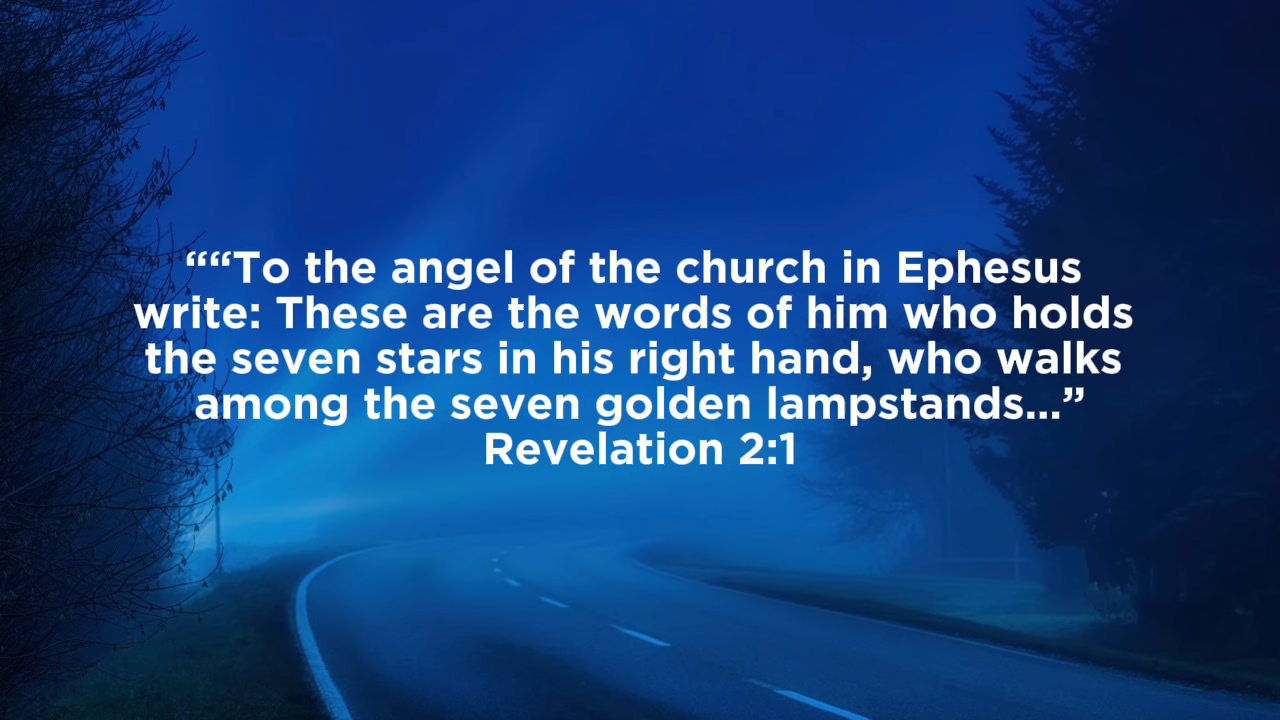 ““To the angel of the church in Ephesus
write: These are the words of him who holds
the seven stars in his right hand, who walks
among the seven golden lampstands...”
Revelation 2:1